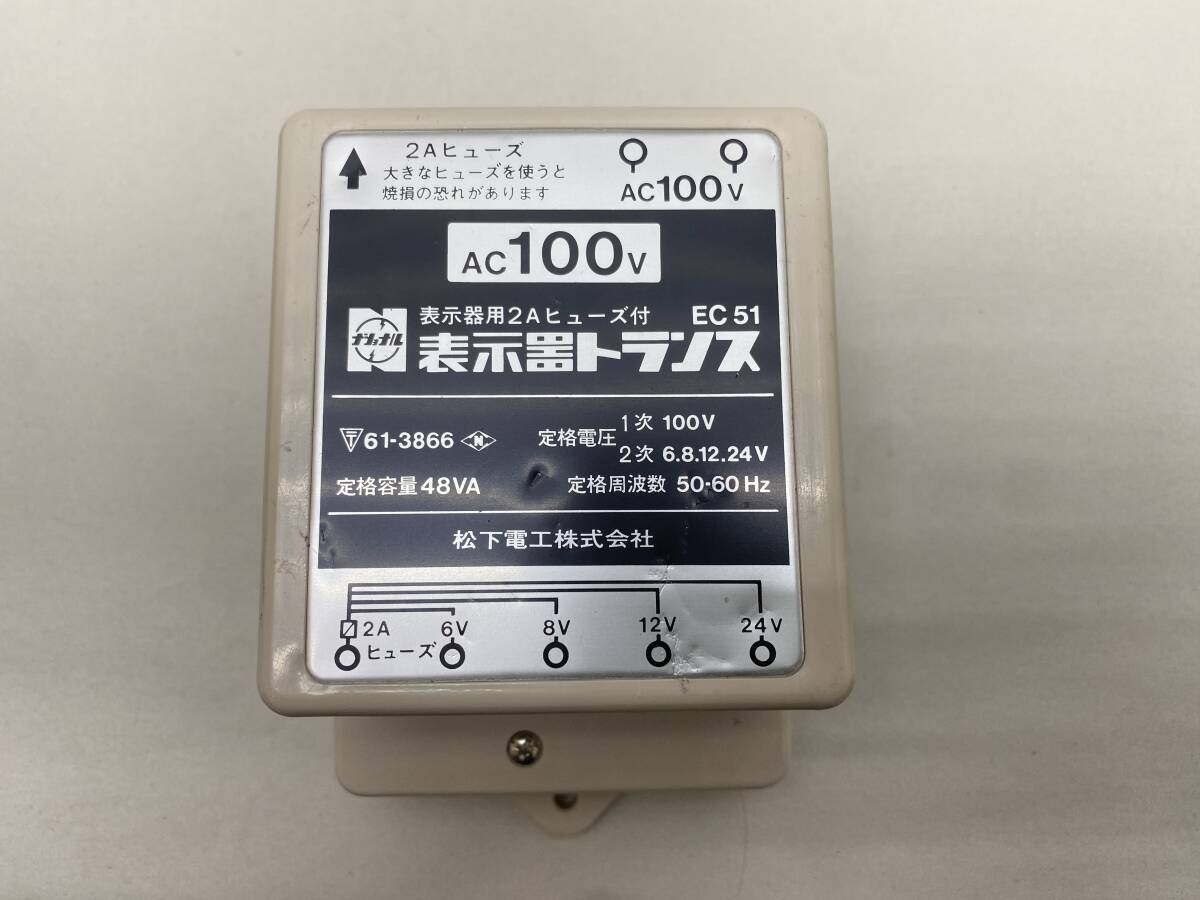 2Aヒューズ
大きなヒューズを使うと
焼損の恐れがあります
AC100V
AC100V
ナショナル
表示器用2Aヒューズ付 EC51
表示器トランス
〒61-3866 N
定格電圧 1次 100V
2次 6.8.12.24V
定格容量48VA 定格周波数 50-60Hz
松下電工株式会社
2A 6V 8V 12V 24V
ヒューズ